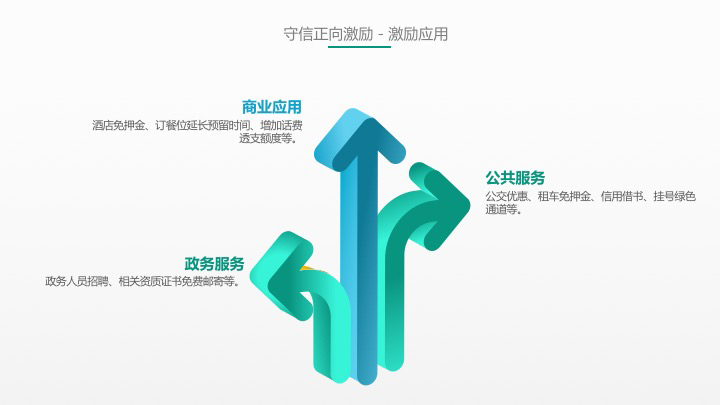 守信正向激励 - 激励应用
商业应用
酒店免押金、订餐位延长预留时间、增加话费
透支额度等。
公共服务
公交优惠、租车免押金、信用借书、挂号绿色
通道等。
政务服务
政务人员招聘、相关资质证书免费邮寄等。